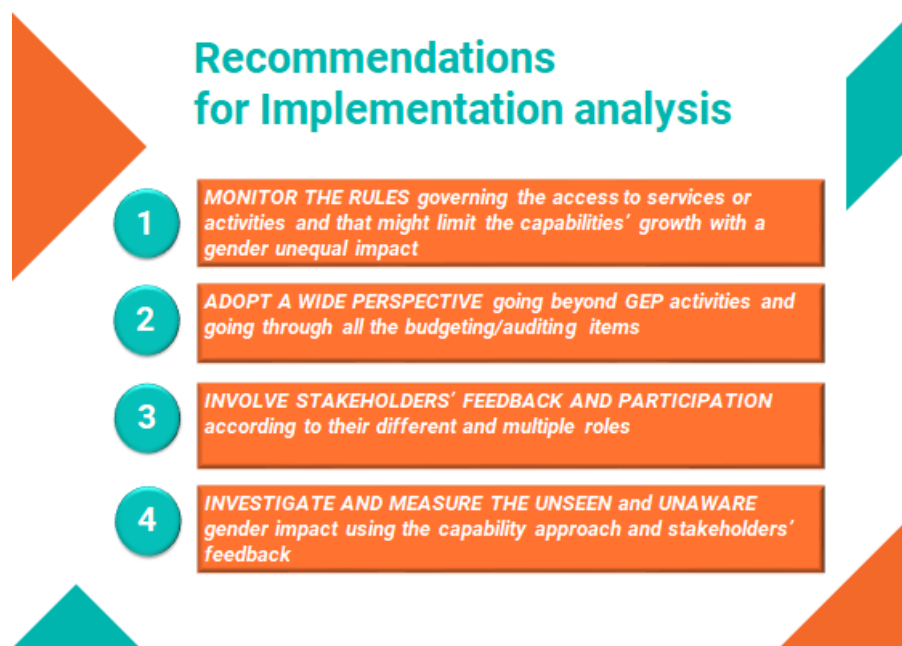 Recommendations
for Implementation analysis
1
MONITOR THE RULES governing the access to services or
activities and that might limit the capabilities' growth with a
gender unequal impact
2
ADOPT A WIDE PERSPECTIVE going beyond GEP activities and
going through all the budgeting/auditing items
3
INVOLVE STAKEHOLDERS' FEEDBACK AND PARTICIPATION
according to their different and multiple roles
4
INVESTIGATE AND MEASURE THE UNSEEN and UNAWARE
gender impact using the capability approach and stakeholders'
feedback